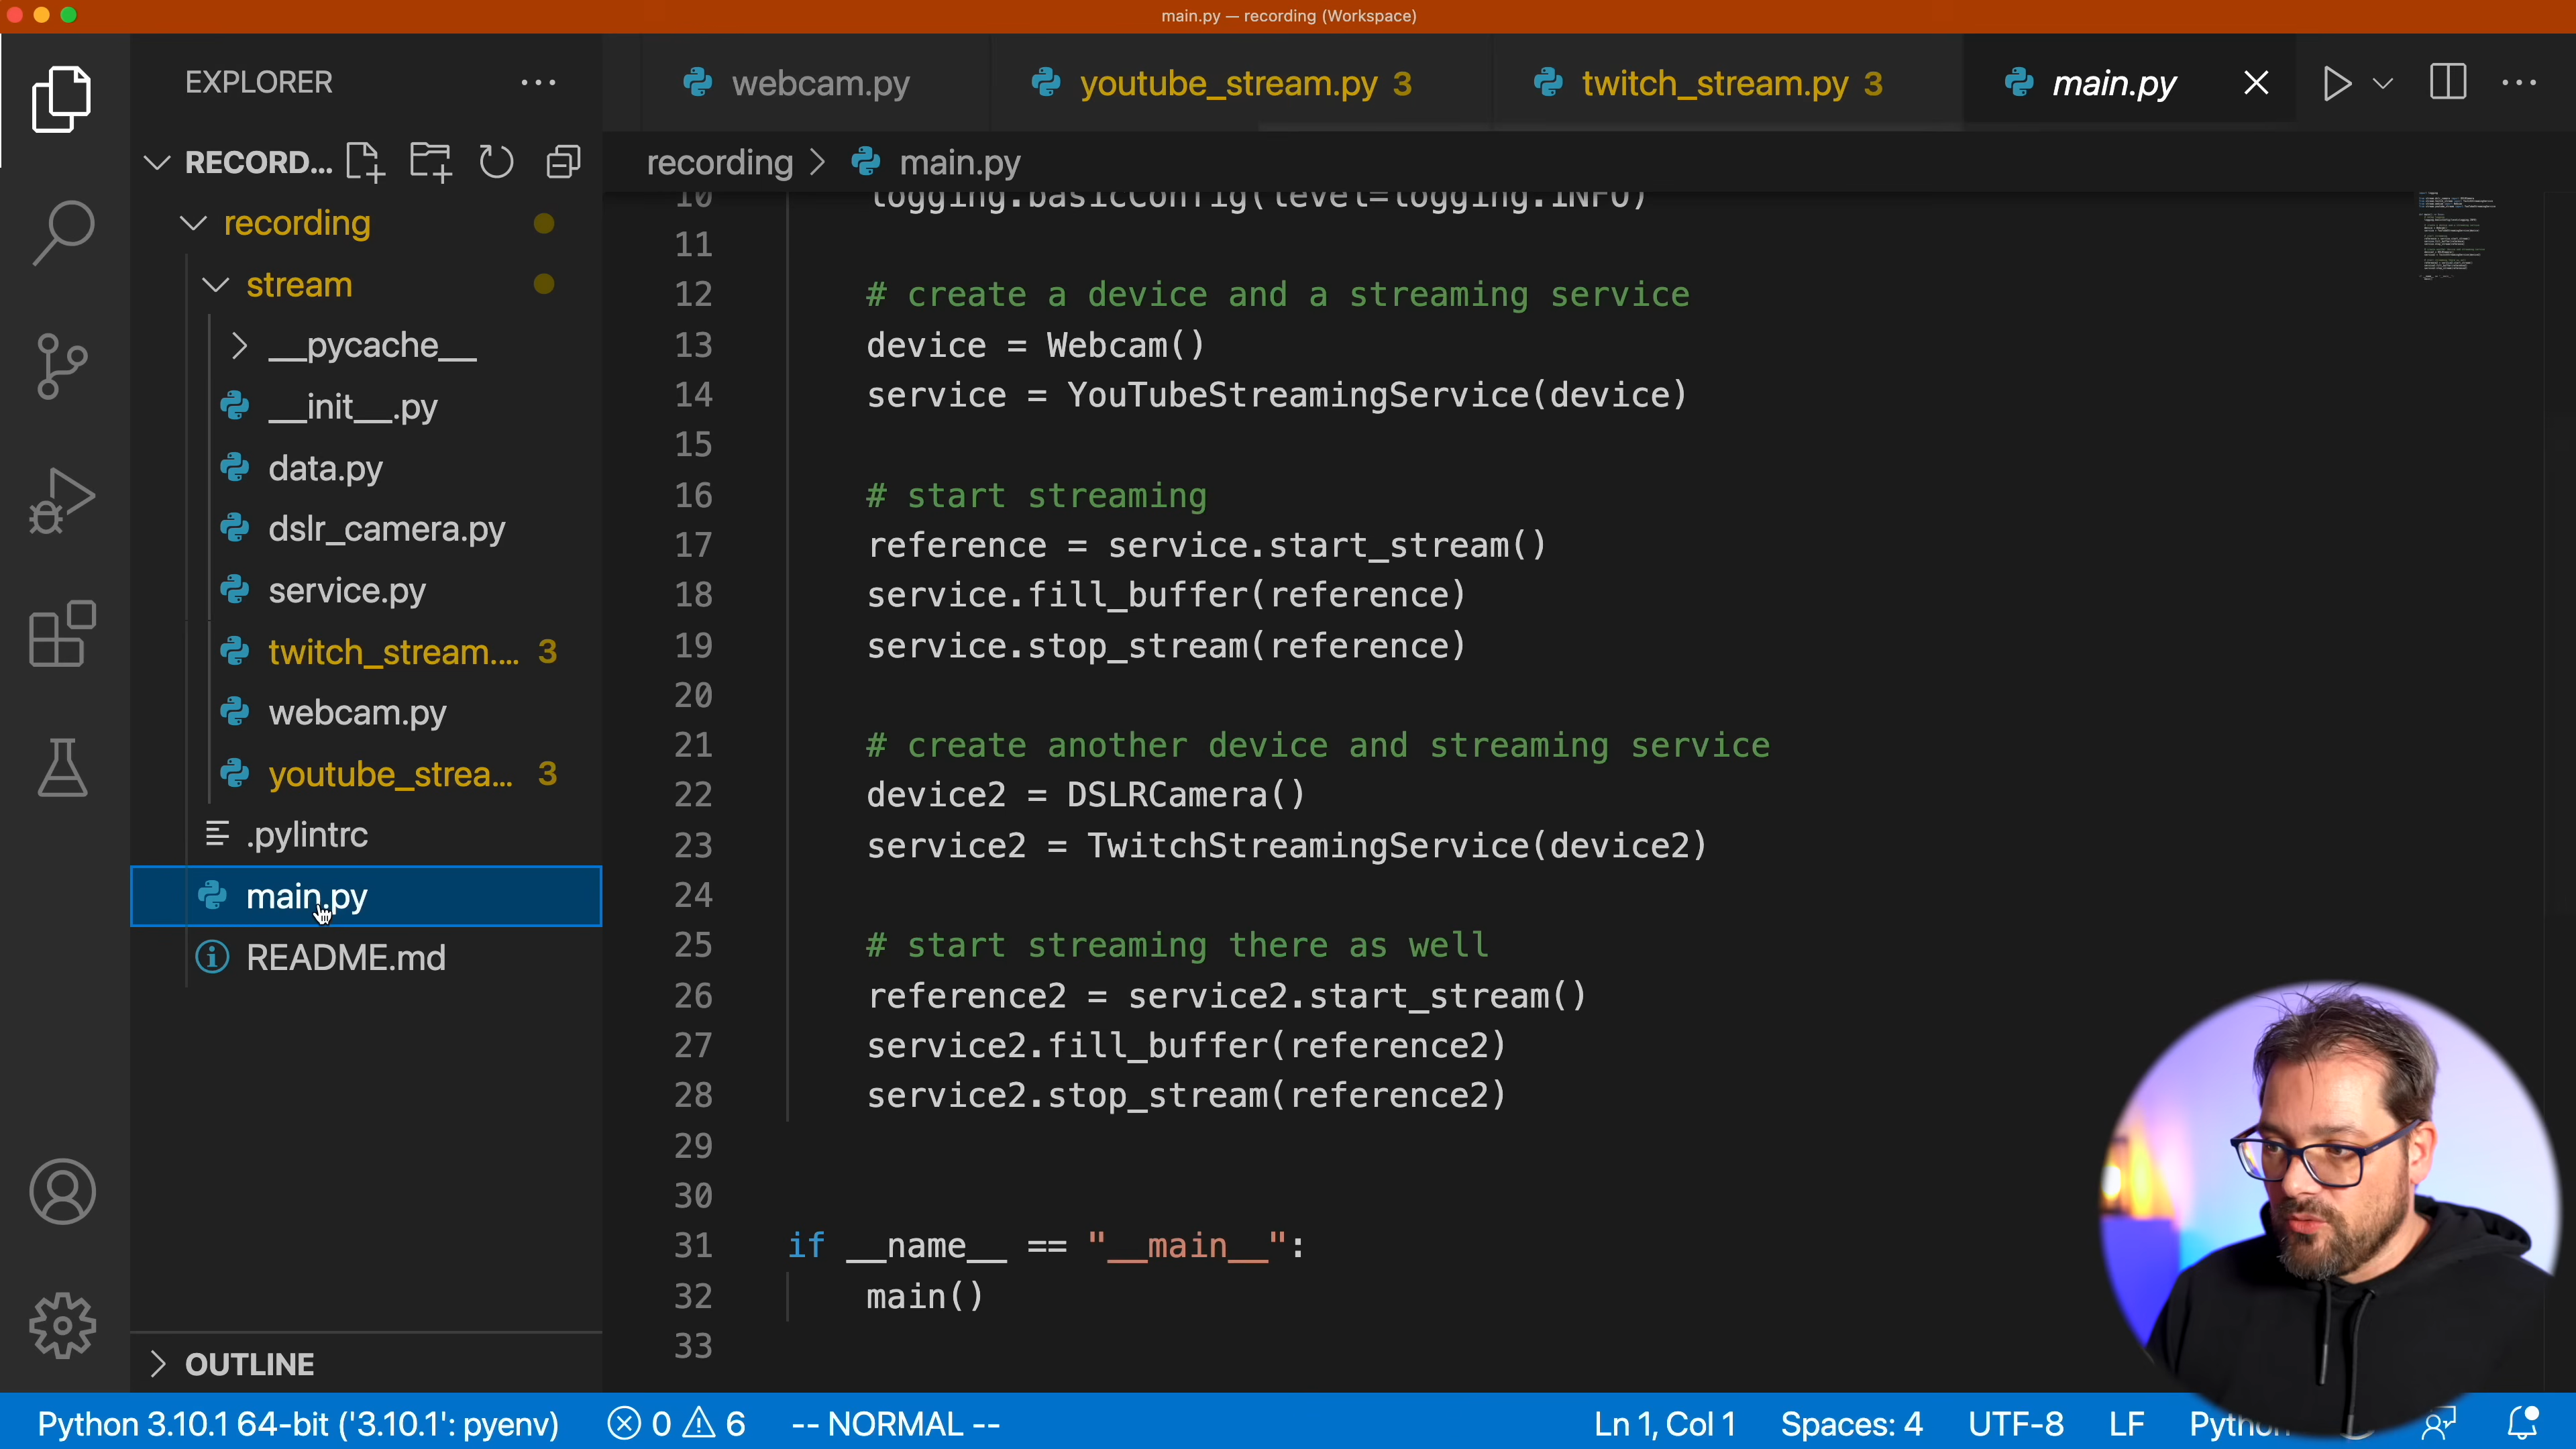 main.py — recording (Workspace)
EXPLORER
webcam.py
youtube_stream.py 3
twitch_stream.py 3
main.py
RECORD...
recording > main.py
recording
stream
__pycache__
__init__.py
data.py
dslr_camera.py
service.py
twitch_stream.... 3
webcam.py
youtube_strea... 3
.pylintrc
main.py
README.md
OUTLINE
10 logging.basicConfig(level=logging.INFO)
11
12 # create a device and a streaming service
13 device = Webcam()
14 service = YouTubeStreamingService(device)
15
16 # start streaming
17 reference = service.start_stream()
18 service.fill_buffer(reference)
19 service.stop_stream(reference)
20
21 # create another device and streaming service
22 device2 = DSLRCamera()
23 service2 = TwitchStreamingService(device2)
24
25 # start streaming there as well
26 reference2 = service2.start_stream()
27 service2.fill_buffer(reference2)
28 service2.stop_stream(reference2)
29
30
31 if __name__ == "__main__":
32 main()
33
Python 3.10.1 64-bit ('3.10.1': pyenv) 0 6 -- NORMAL -- Ln 1, Col 1 Spaces: 4 UTF-8 LF Python